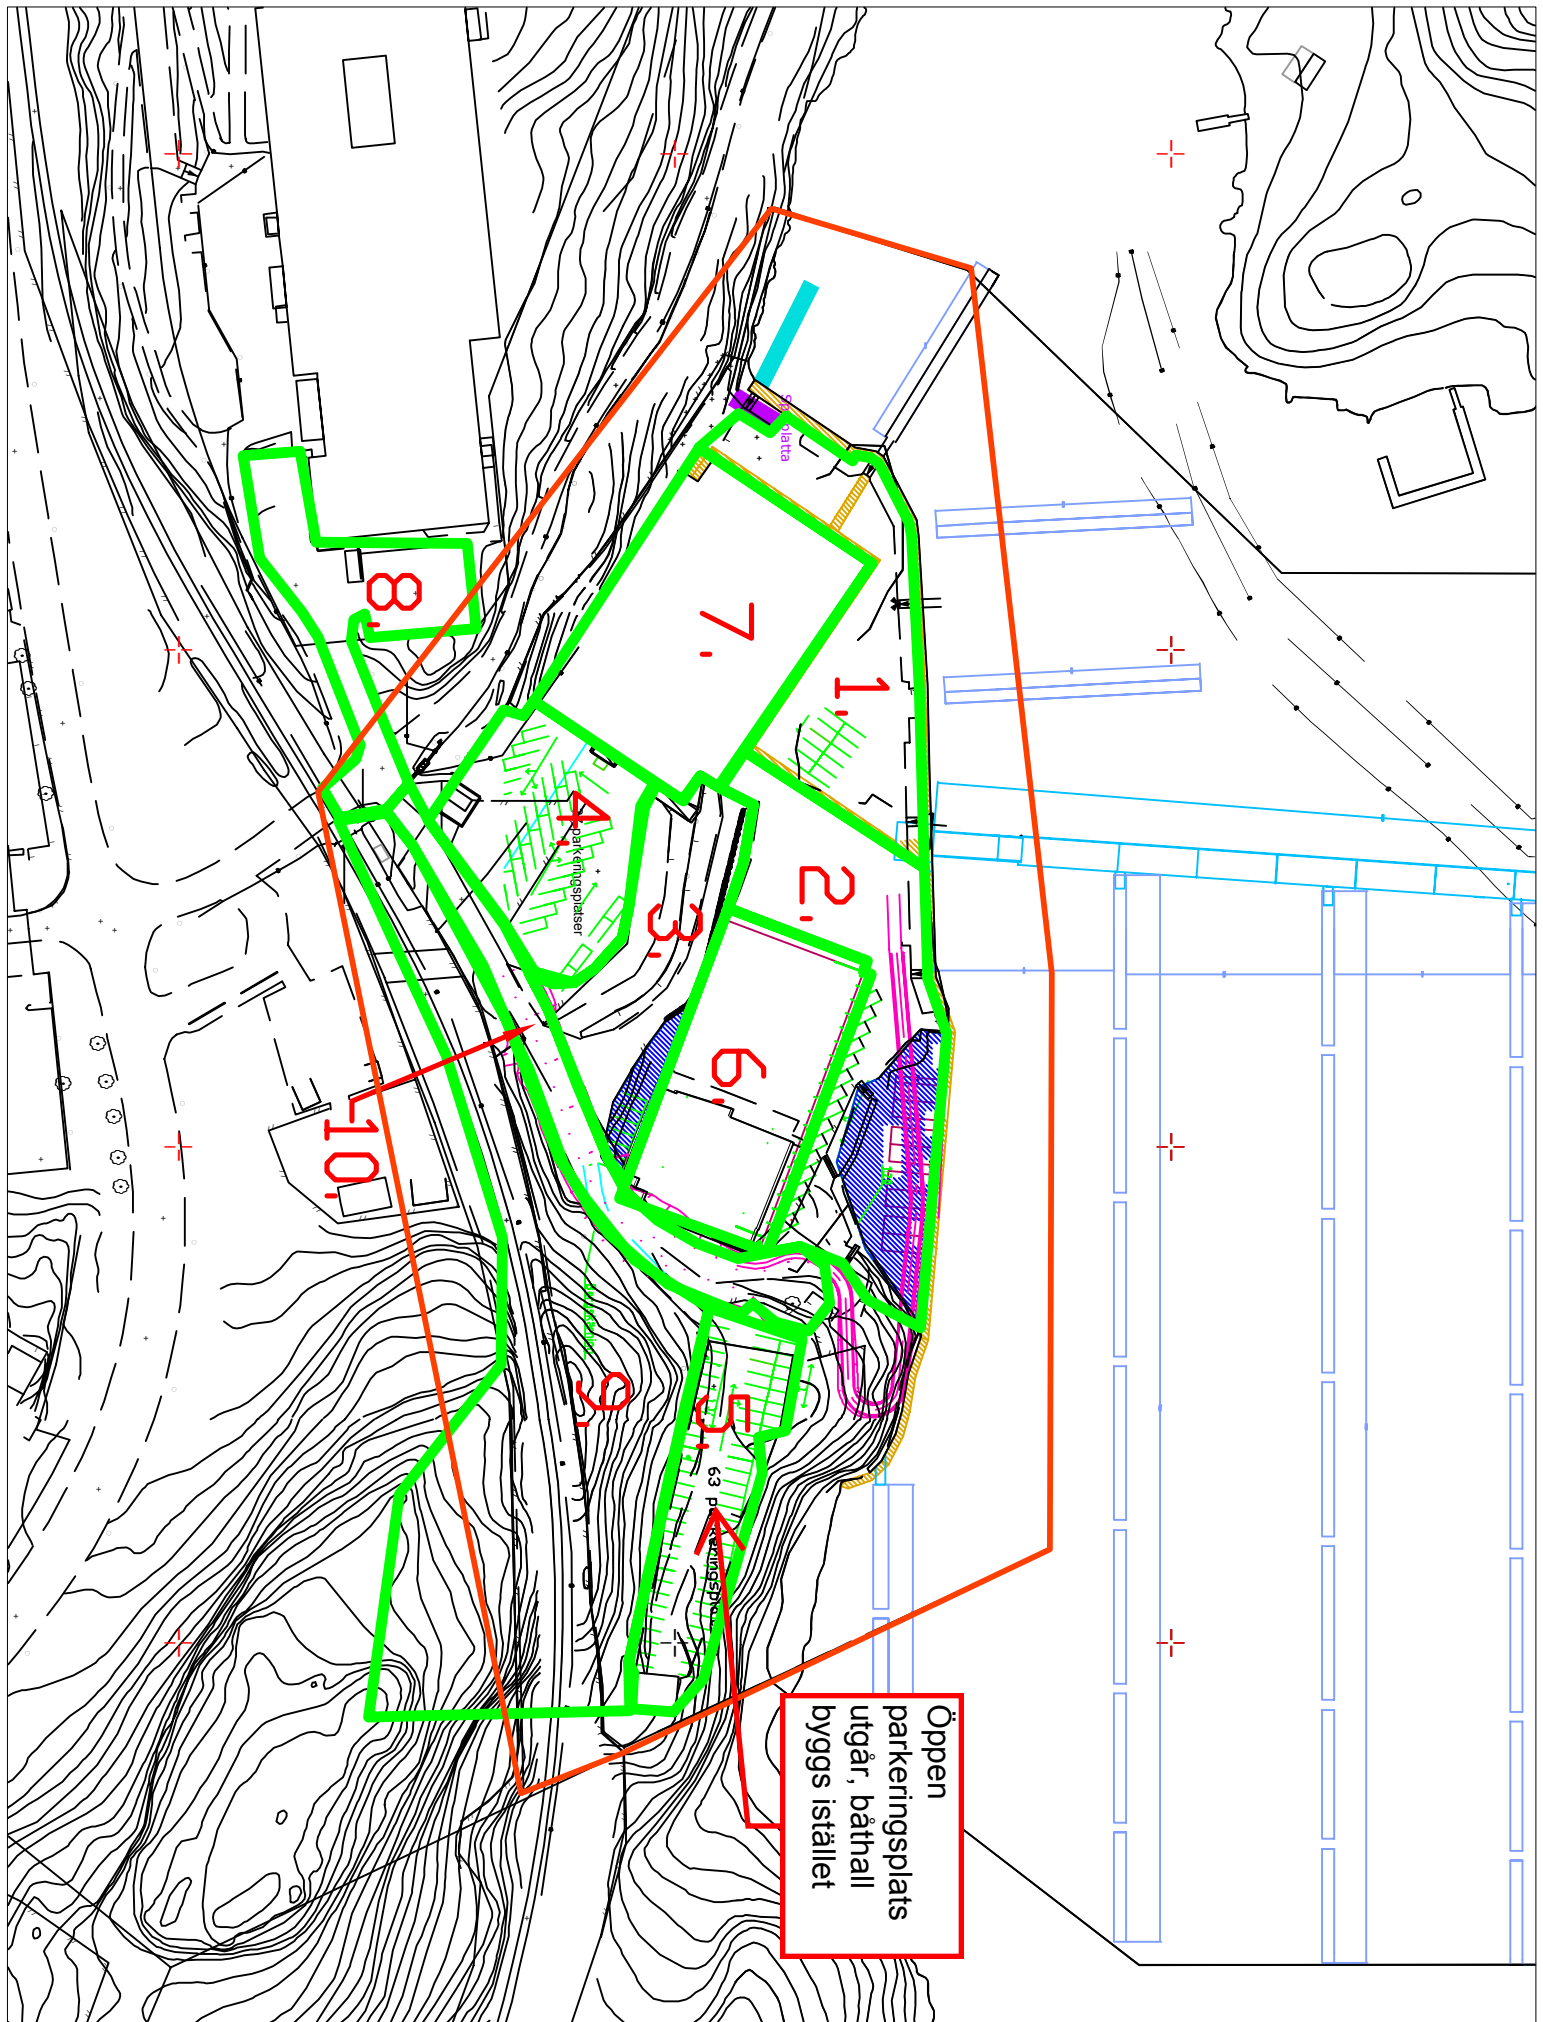 Öppen
parkeringsplats
utgår, båthall
byggs istället
1.
2.
3.
4.
parkeringsplatser
5.
63
6.
7.
8.
9.
10.